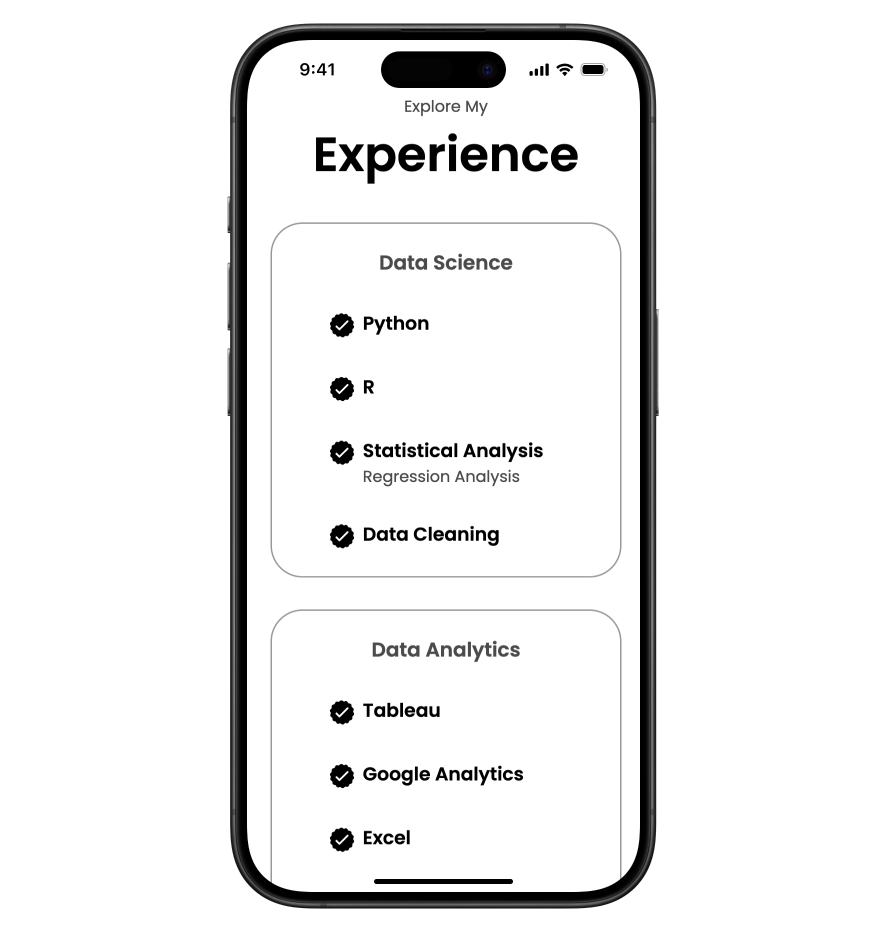 9:41
Explore My
Experience
Data Science
Python
R
Statistical Analysis
Regression Analysis
Data Cleaning
Data Analytics
Tableau
Google Analytics
Excel